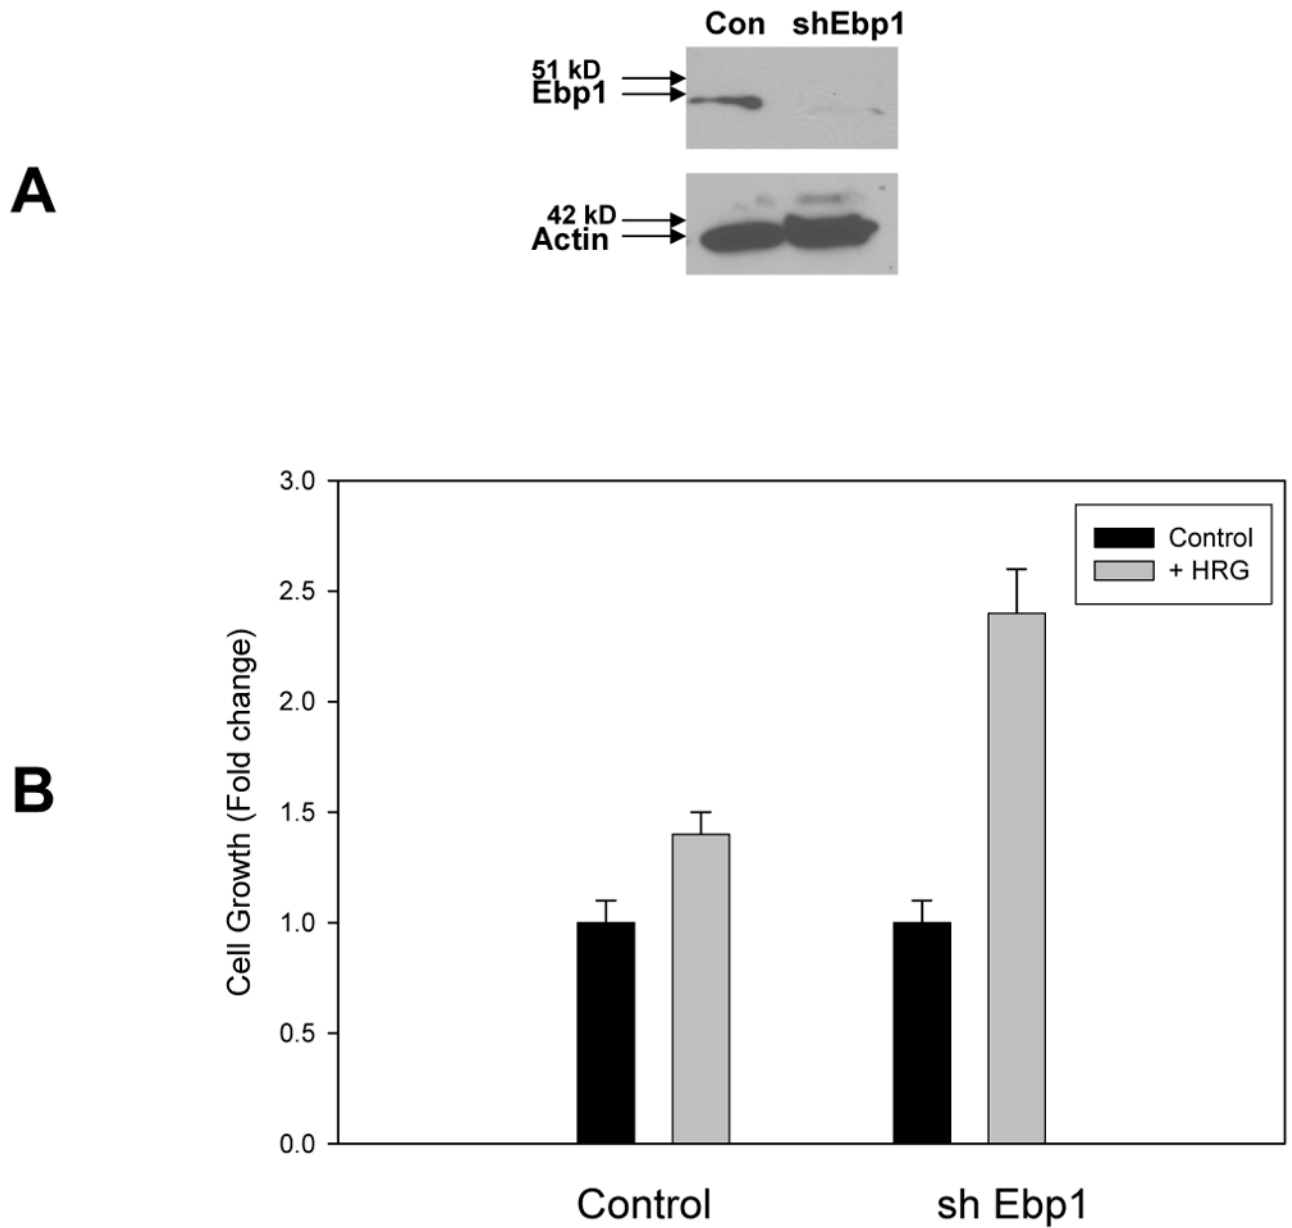 Con shEbp1
51 kD
Ebp1
A
42 kD
Actin
B
Cell Growth (Fold change)
3.0
2.5
2.0
1.5
1.0
0.5
0.0
Control
+ HRG
Control sh Ebp1